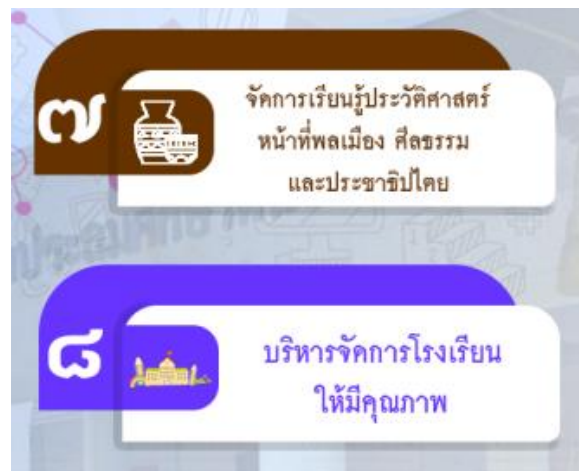 ๗
จัดการเรียนรู้ประวัติศาสตร์
หน้าที่พลเมือง ศีลธรรม
และประชาธิปไตย
๘
บริหารจัดการโรงเรียน
ให้มีคุณภาพ